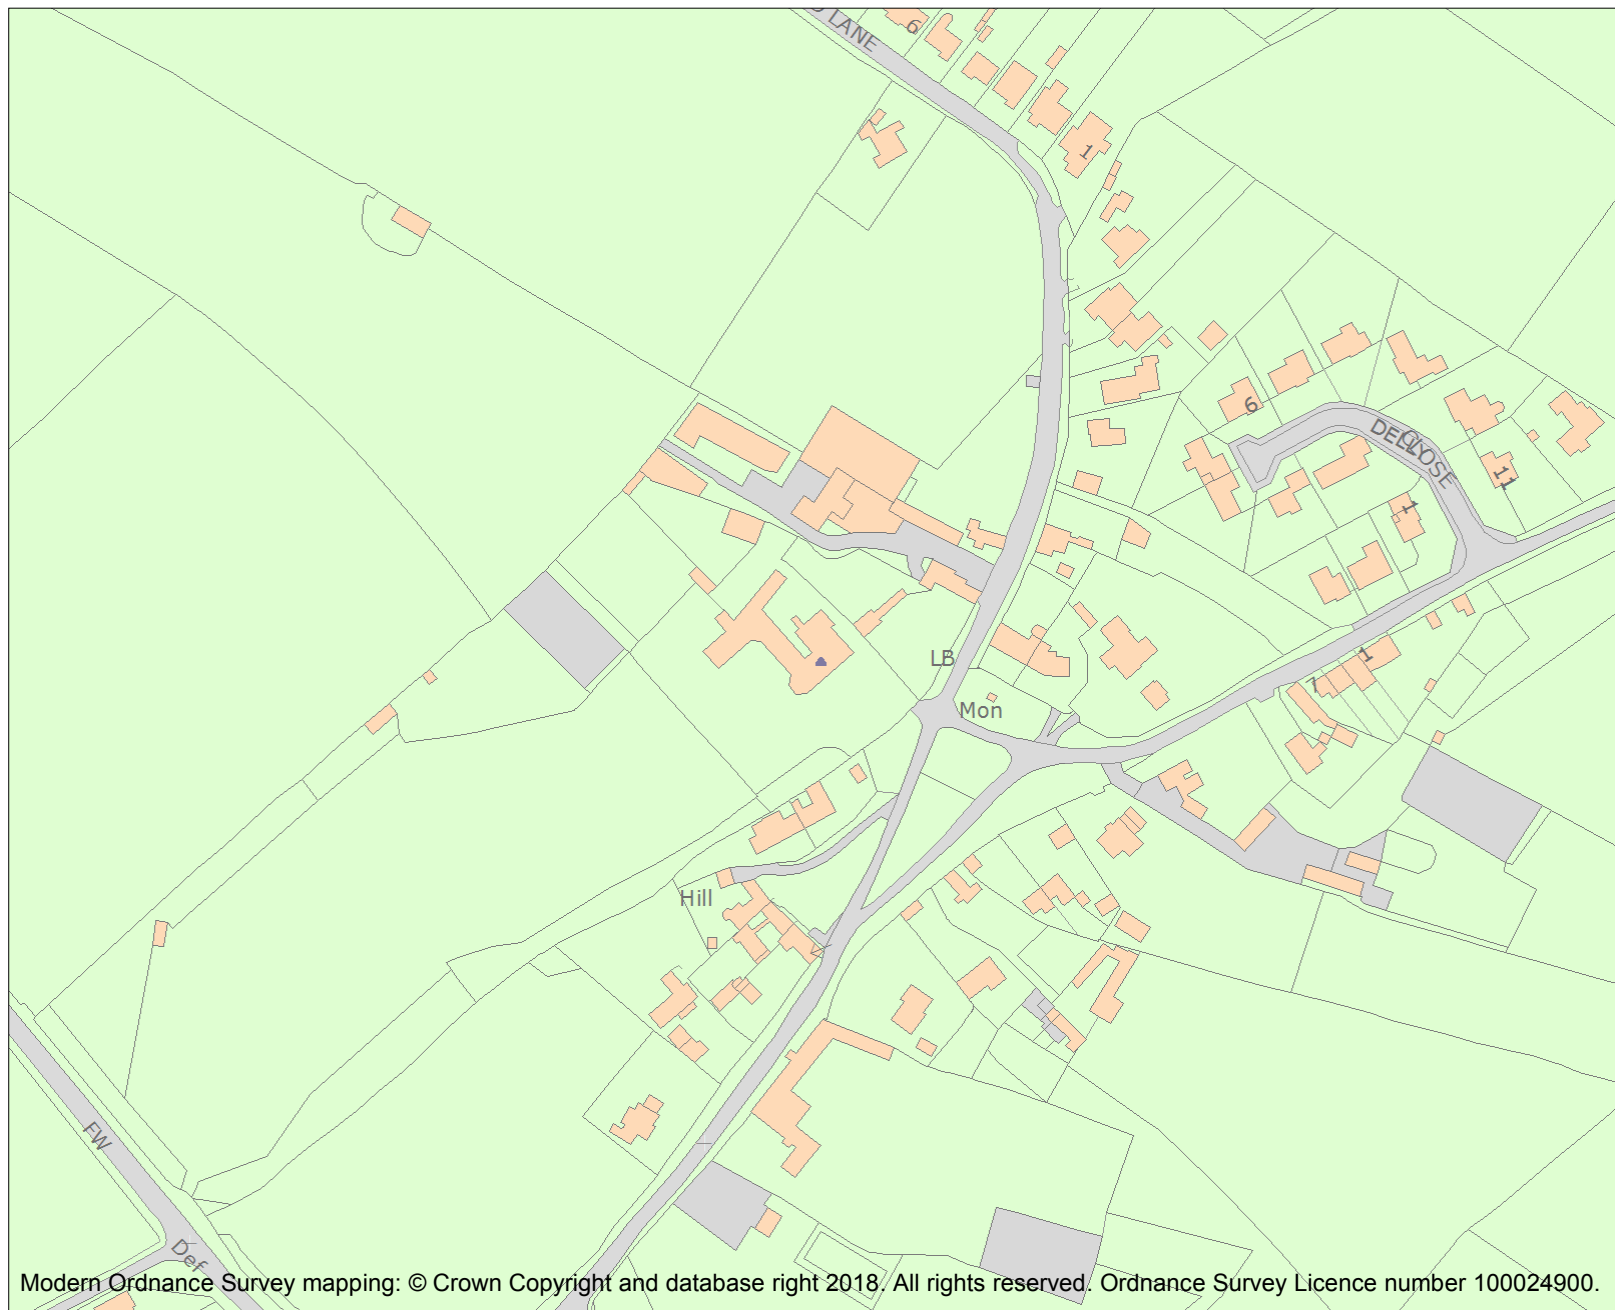 LANE
6
1
6
DELL
CLOSE
11
1
LB
1
7
Mon
Hill
FW
Def
Modern Ordnance Survey mapping: © Crown Copyright and database right 2018. All rights reserved. Ordnance Survey Licence number 100024900.